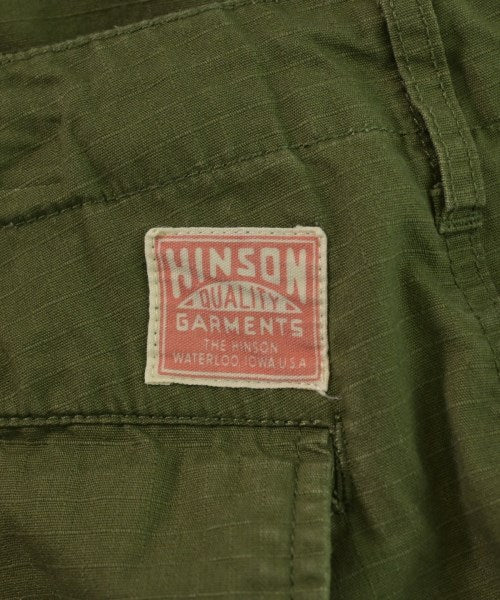 HINSON
QUALITY
GARMENTS
THE HINSON
WATERLOO, IOWA U.S.A